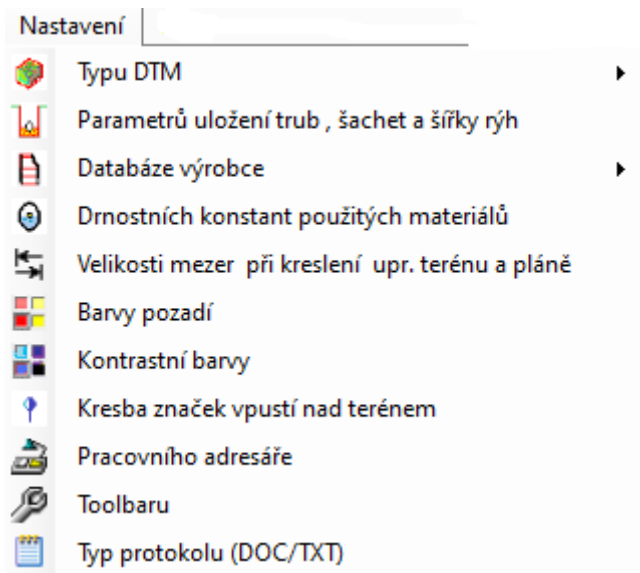 Nastavení
Typu DTM
Parametrů uložení trub , šachet a šířky rýh
Databáze výrobce
Drnostních konstant použitých materiálů
Velikosti mezer  při kreslení  upr. terénu a pláně
Barvy pozadí
Kontrastní barvy
Kresba značek vpustí nad terénem
Pracovního adresáře
Toolbaru
Typ protokolu (DOC/TXT)